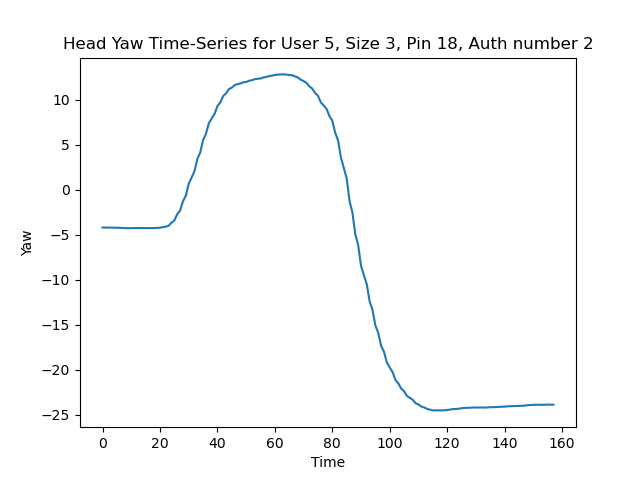 Head Yaw Time-Series for User 5, Size 3, Pin 18, Auth number 2
10
5
0
−5
−10
−15
−20
−25
Yaw
0 20 40 60 80 100 120 140 160
Time